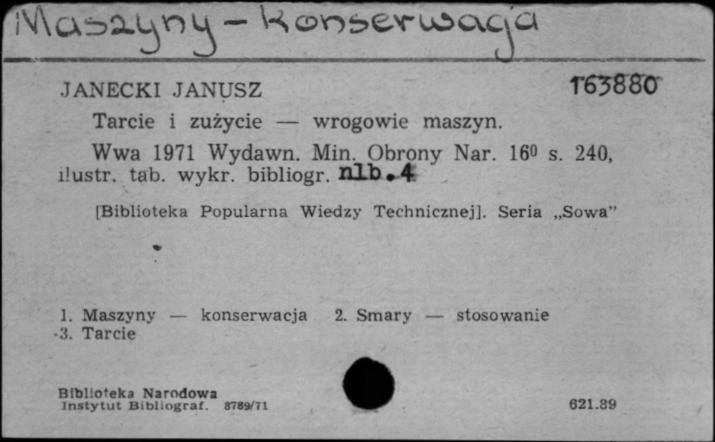 Maszyny - konserwacja
JANECKI JANUSZ 163880
Tarcie i zużycie — wrogowie maszyn.
Wwa 1971 Wydawn. Min. Obrony Nar. 16⁰ s. 240,
ilustr. tab. wykr. bibliogr. nlb. 4
[Biblioteka Popularna Wiedzy Technicznej]. Seria „Sowa”
1. Maszyny — konserwacja 2. Smary — stosowanie
3. Tarcie
Biblioteka Narodowa
Instytut Bibliograf. 8789/71 621.89